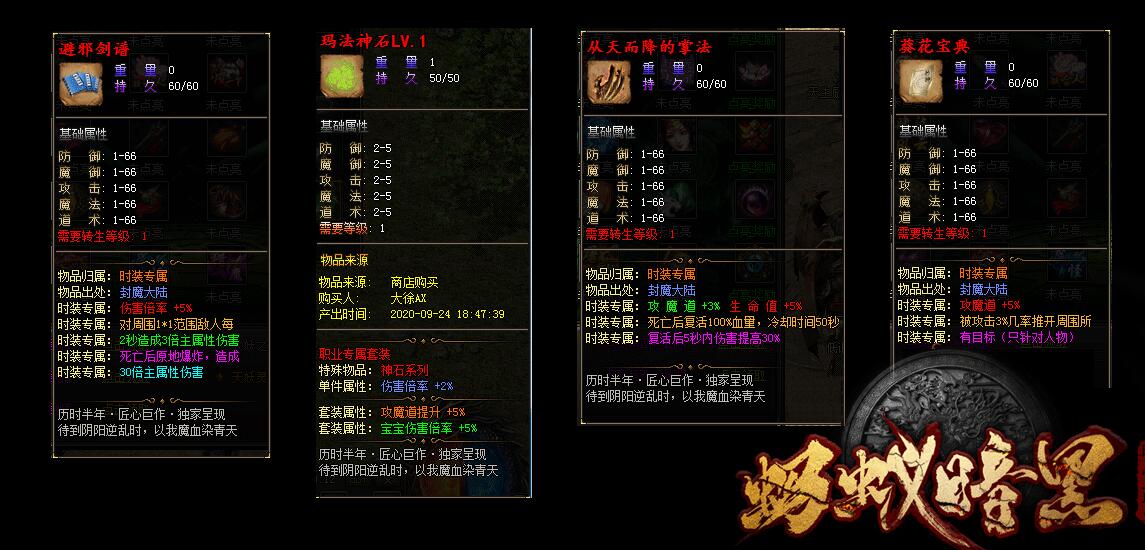 避邪剑谱
重 量 0
持 久 60/60
基础属性
防 御: 1-66
魔 御: 1-66
攻 击: 1-66
魔 法: 1-66
道 术: 1-66
需要转生等级: 1
物品归属: 时装专属
物品出处: 封魔大陆
时装专属: 伤害倍率 +5%
时装专属: 对周围1*1范围敌人每
时装专属: 2秒造成3倍主属性伤害
时装专属: 死亡后原地爆炸，造成
时装专属: 30倍主属性伤害
历时半年·匠心巨作·独家呈现
待到阴阳逆乱时，以我魔血染青天
玛法神石LV.1
重 量 1
持 久 50/50
基础属性
防 御: 2-5
魔 御: 2-5
攻 击: 2-5
魔 法: 2-5
道 术: 2-5
需要等级: 1
物品来源
物品来源: 商店购买
购买人: 大徐AX
产出时间: 2020-09-24 18:47:39
职业专属套装
特殊物品: 神石系列
单件属性: 伤害倍率 +2%
套装属性: 攻魔道提升 +5%
套装属性: 宝宝伤害倍率 +5%
历时半年·匠心巨作·独家呈现
待到阴阳逆乱时，以我魔血染青天
从天而降的掌法
重 量 0
持 久 60/60
基础属性
防 御: 1-66
魔 御: 1-66
攻 击: 1-66
魔 法: 1-66
道 术: 1-66
需要转生等级: 1
物品归属: 时装专属
物品出处: 封魔大陆
时装专属: 攻 魔 道 +3% 生 命 值 +5%
时装专属: 死亡后复活100%血量，冷却时间50秒
时装专属: 复活后5秒内伤害提高30%
历时半年·匠心巨作·独家呈现
待到阴阳逆乱时，以我魔血染青天
葵花宝典
重 量 0
持 久 60/60
基础属性
防 御: 1-66
魔 御: 1-66
攻 击: 1-66
魔 法: 1-66
道 术: 1-66
需要转生等级: 1
物品归属: 时装专属
物品出处: 封魔大陆
时装专属: 攻魔道 +5%
时装专属: 被攻击3%几率推开周围所
时装专属: 有目标（只针对人物）
蚂蚁暗黑